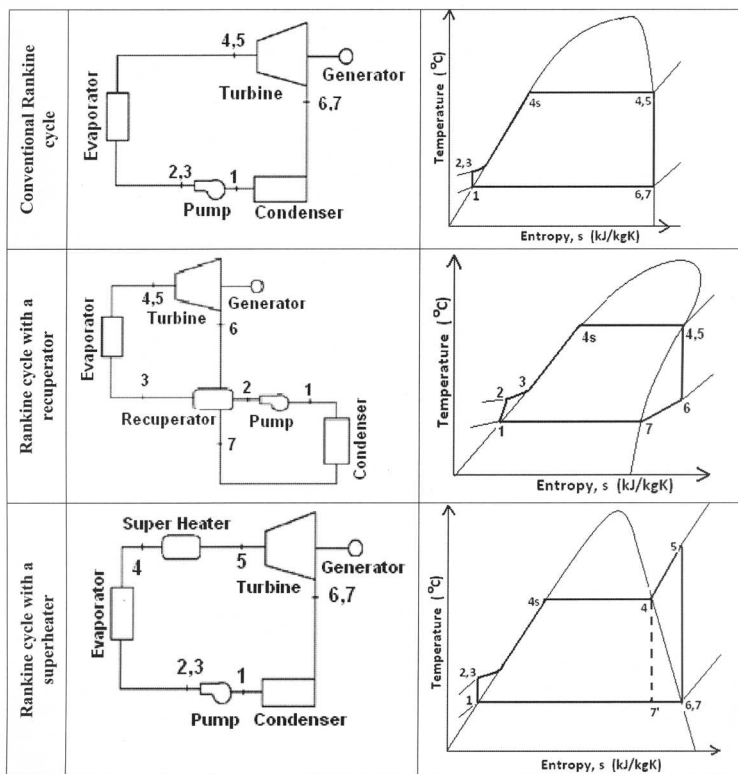 Conventional Rankine
cycle
4,5
Turbine
Generator
6,7
Evaporator
2,3
1
Pump
Condenser
Temperature (°C)
4s
4,5
2,3
1
6,7
Entropy, s (kJ/kgK)
Rankine cycle with a
recuperator
4,5
Turbine
Generator
6
Evaporator
3
2
1
Recuperator
Pump
7
Condenser
Temperature (°C)
4s
4,5
2
3
1
7
6
Entropy, s (kJ/kgK)
Rankine cycle with a
superheater
Super Heater
4
5
Turbine
Generator
6,7
Evaporator
2,3
1
Pump
Condenser
Temperature (°C)
5
4s
4
2,3
1
7'
6,7
Entropy, s (kJ/kgK)